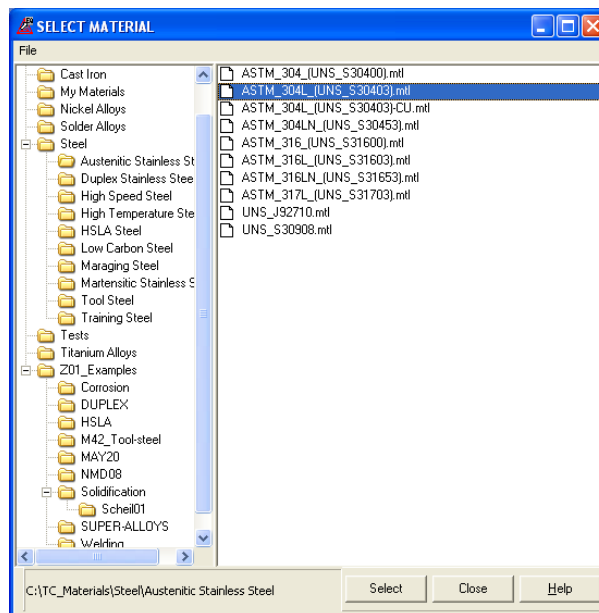 SELECT MATERIAL
File
Cast Iron
My Materials
Nickel Alloys
Solder Alloys
Steel
Austenitic Stainless St
Duplex Stainless Stee
High Speed Steel
High Temperature Ste
HSLA Steel
Low Carbon Steel
Maraging Steel
Martensitic Stainless S
Tool Steel
Training Steel
Tests
Titanium Alloys
Z01_Examples
Corrosion
DUPLEX
HSLA
M42_Tool-steel
MAY20
NMD08
Solidification
Scheil01
SUPER-ALLOYS
Welding
ASTM_304_(UNS_S30400).mtl
ASTM_304L_(UNS_S30403).mtl
ASTM_304L_(UNS_S30403)-CU.mtl
ASTM_304LN_(UNS_S30453).mtl
ASTM_316_(UNS_S31600).mtl
ASTM_316L_(UNS_S31603).mtl
ASTM_316LN_(UNS_S31653).mtl
ASTM_317L_(UNS_S31703).mtl
UNS_J92710.mtl
UNS_S30908.mtl
C:\TC_Materials\Steel\Austenitic Stainless Steel
Select
Close
Help